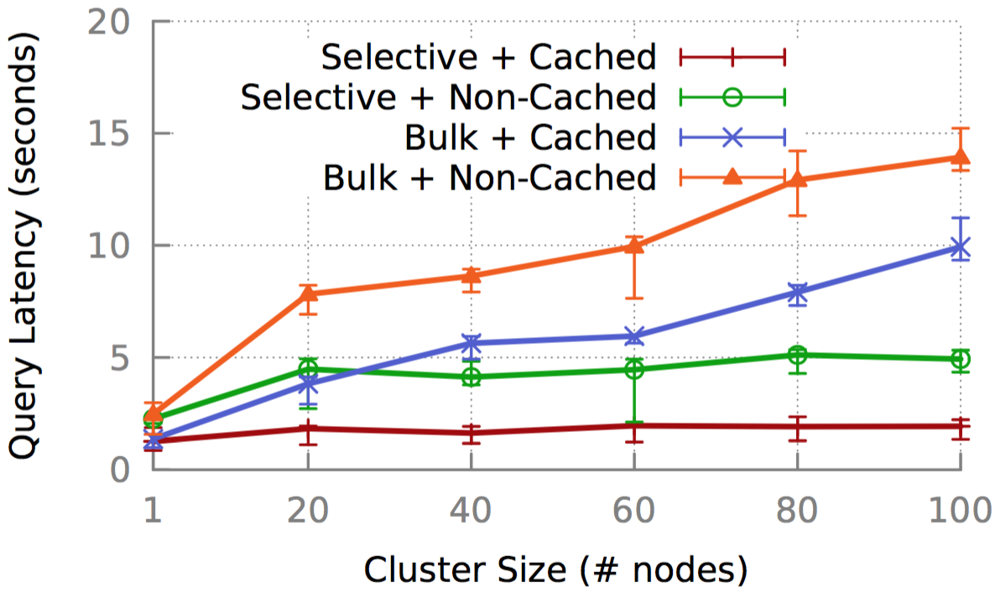 20
Selective + Cached
Selective + Non-Cached
15
Bulk + Cached
Bulk + Non-Cached
10
5
0
Query Latency (seconds)
1 20 40 60 80 100
Cluster Size (# nodes)